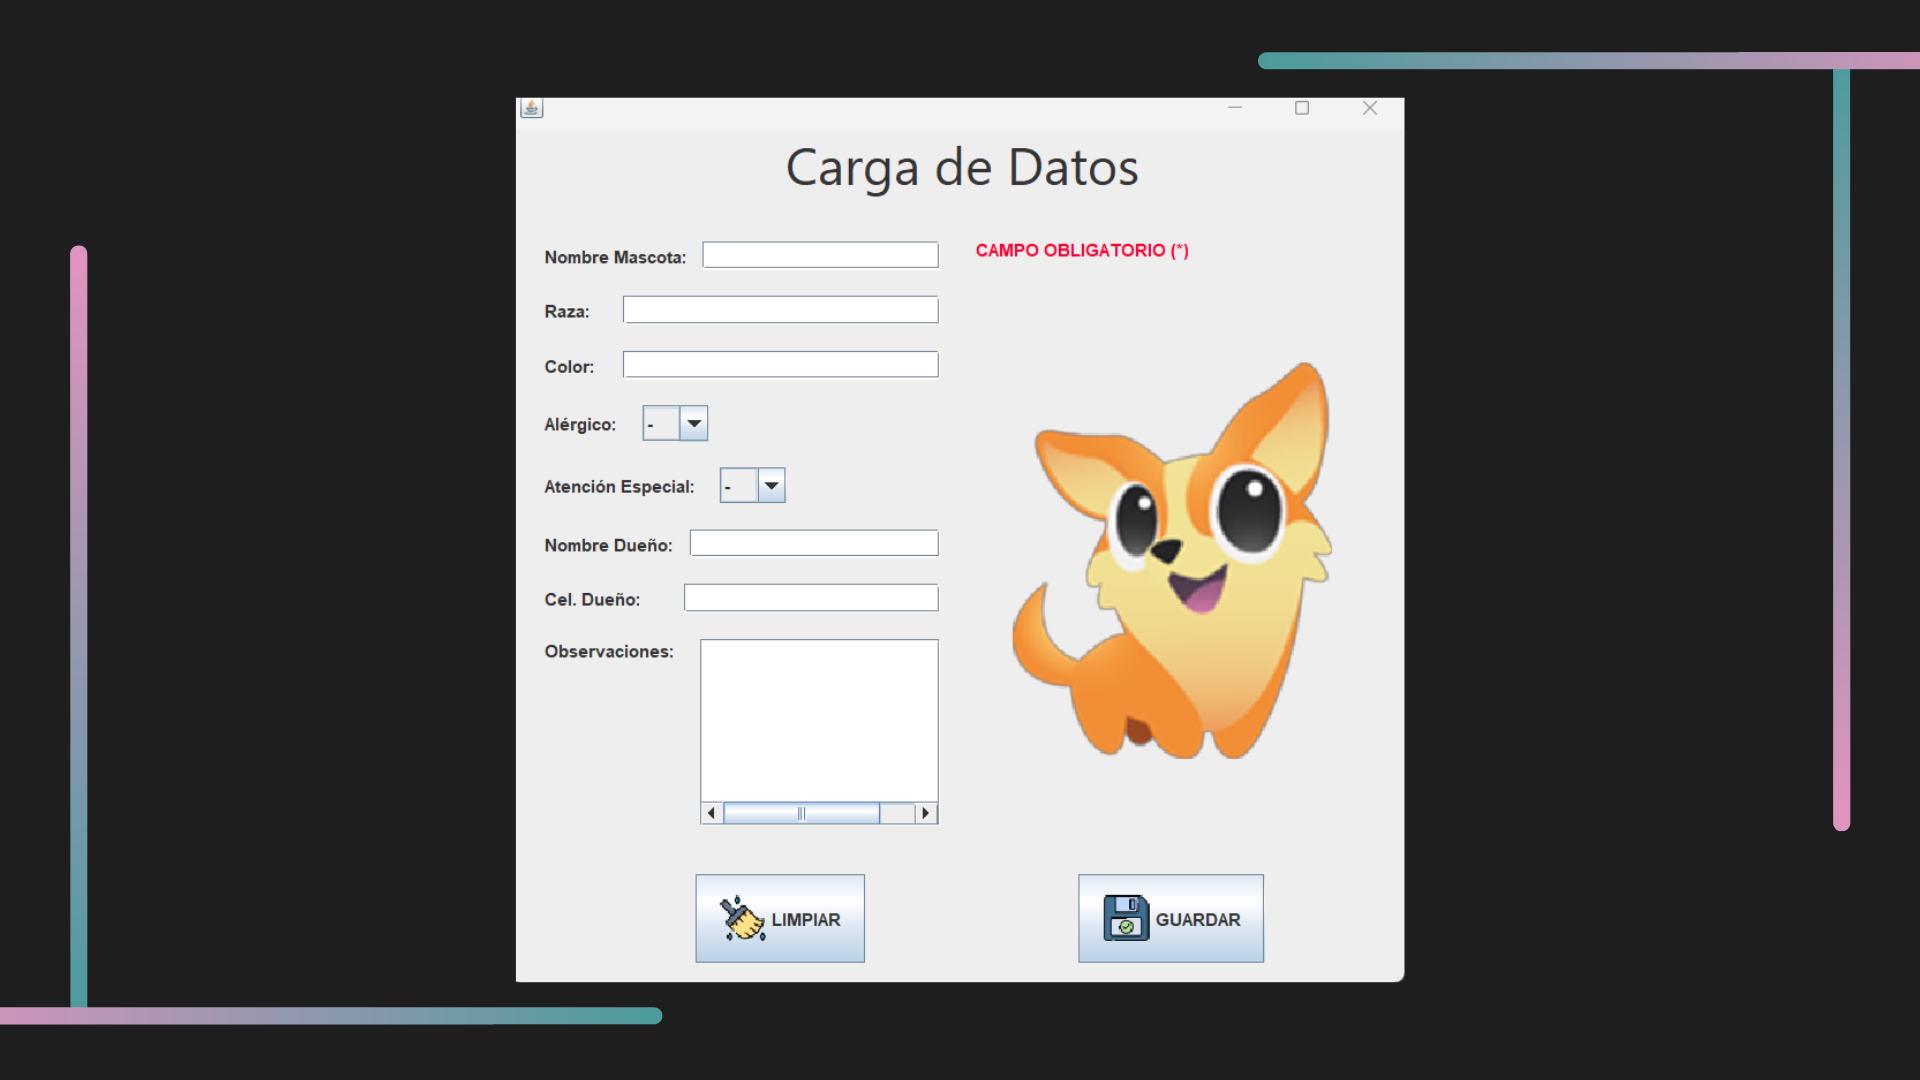 Carga de Datos
Nombre Mascota:
CAMPO OBLIGATORIO (*)
Raza:
Color:
Alérgico: -
Atención Especial: -
Nombre Dueño:
Cel. Dueño:
Observaciones:
LIMPIAR
GUARDAR